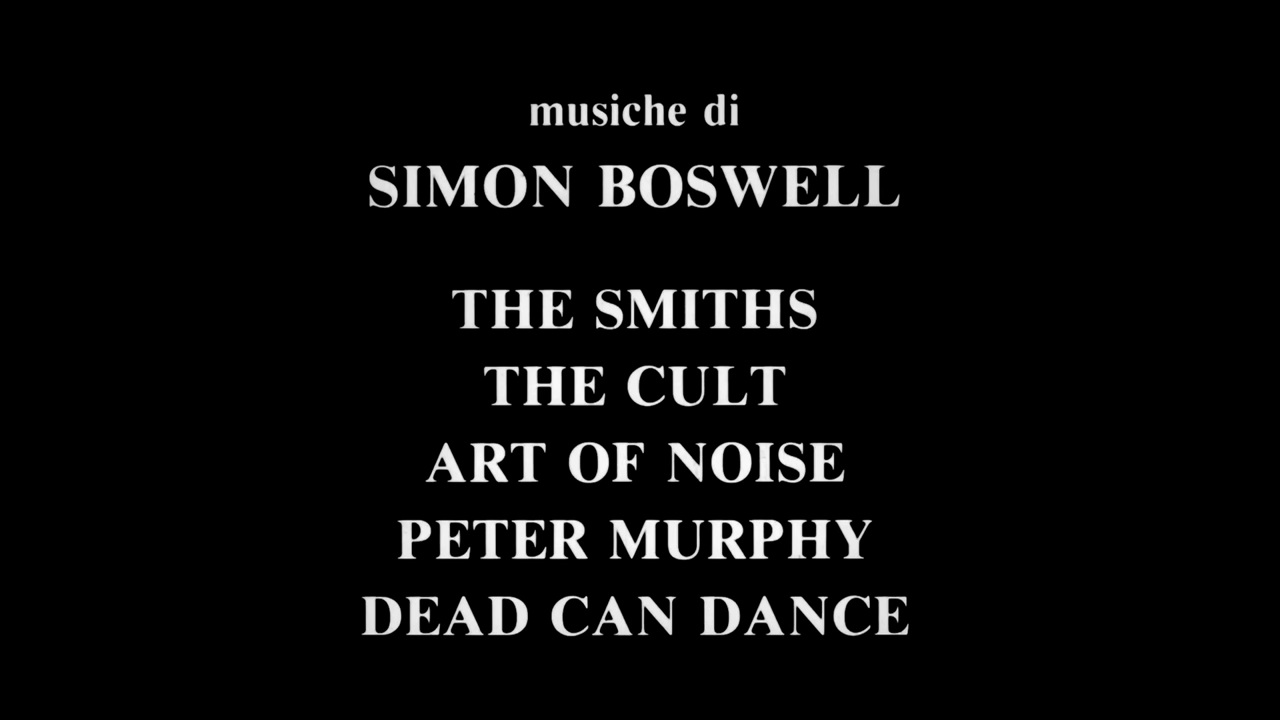 musiche di
SIMON BOSWELL
THE SMITHS
THE CULT
ART OF NOISE
PETER MURPHY
DEAD CAN DANCE